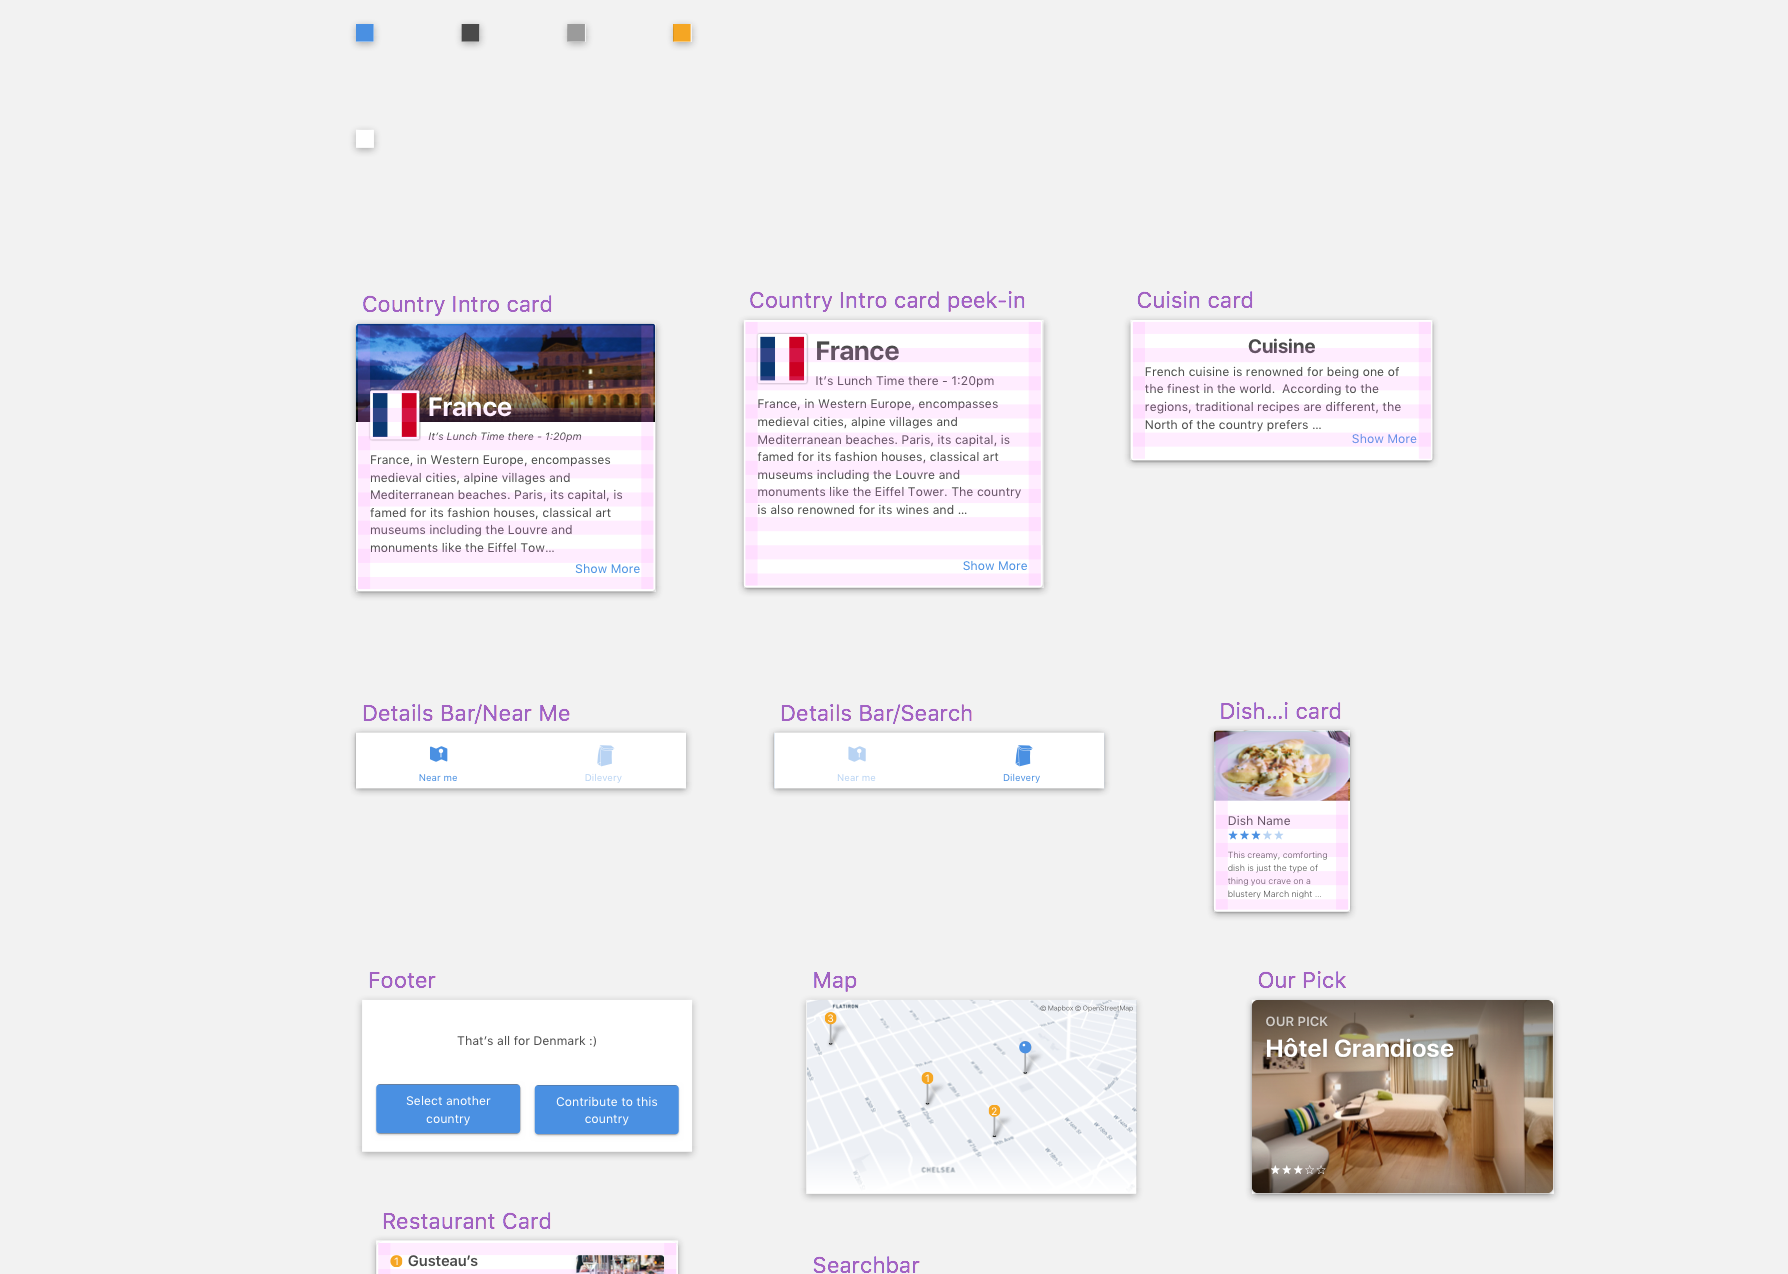 Country Intro card
France
It's Lunch Time there - 1:20pm
France, in Western Europe, encompasses
medieval cities, alpine villages and
Mediterranean beaches. Paris, its capital, is
famed for its fashion houses, classical art
museums including the Louvre and
monuments like the Eiffel Tow...
Show More
Country Intro card peek-in
France
It's Lunch Time there - 1:20pm
France, in Western Europe, encompasses
medieval cities, alpine villages and
Mediterranean beaches. Paris, its capital, is
famed for its fashion houses, classical art
museums including the Louvre and
monuments like the Eiffel Tower. The country
is also renowned for its wines and ...
Show More
Cuisin card
Cuisine
French cuisine is renowned for being one of
the finest in the world. According to the
regions, traditional recipes are different, the
North of the country prefers ...
Show More
Details Bar/Near Me
Near me
Dilevery
Details Bar/Search
Near me
Dilevery
Dish...i card
Dish Name
This creamy, comforting
dish is just the type of
thing you crave on a
blustery March night ...
Footer
That's all for Denmark :)
Select another
country
Contribute to this
country
Map
FLATIRON
© Mapbox © OpenStreetMap
3
1
2
CHELSEA
Our Pick
OUR PICK
Hôtel Grandiose
Restaurant Card
1 Gusteau's
Searchbar